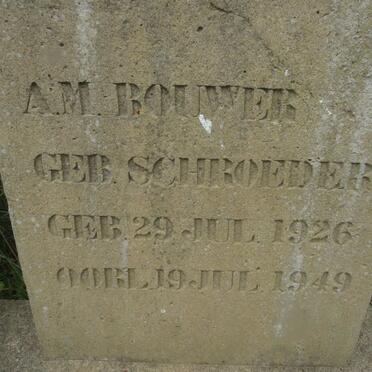 A.M. BOUWER
GEB. SCHROEDER
GEB. 29 JUL. 1926
OORL. 19 JUL 1949